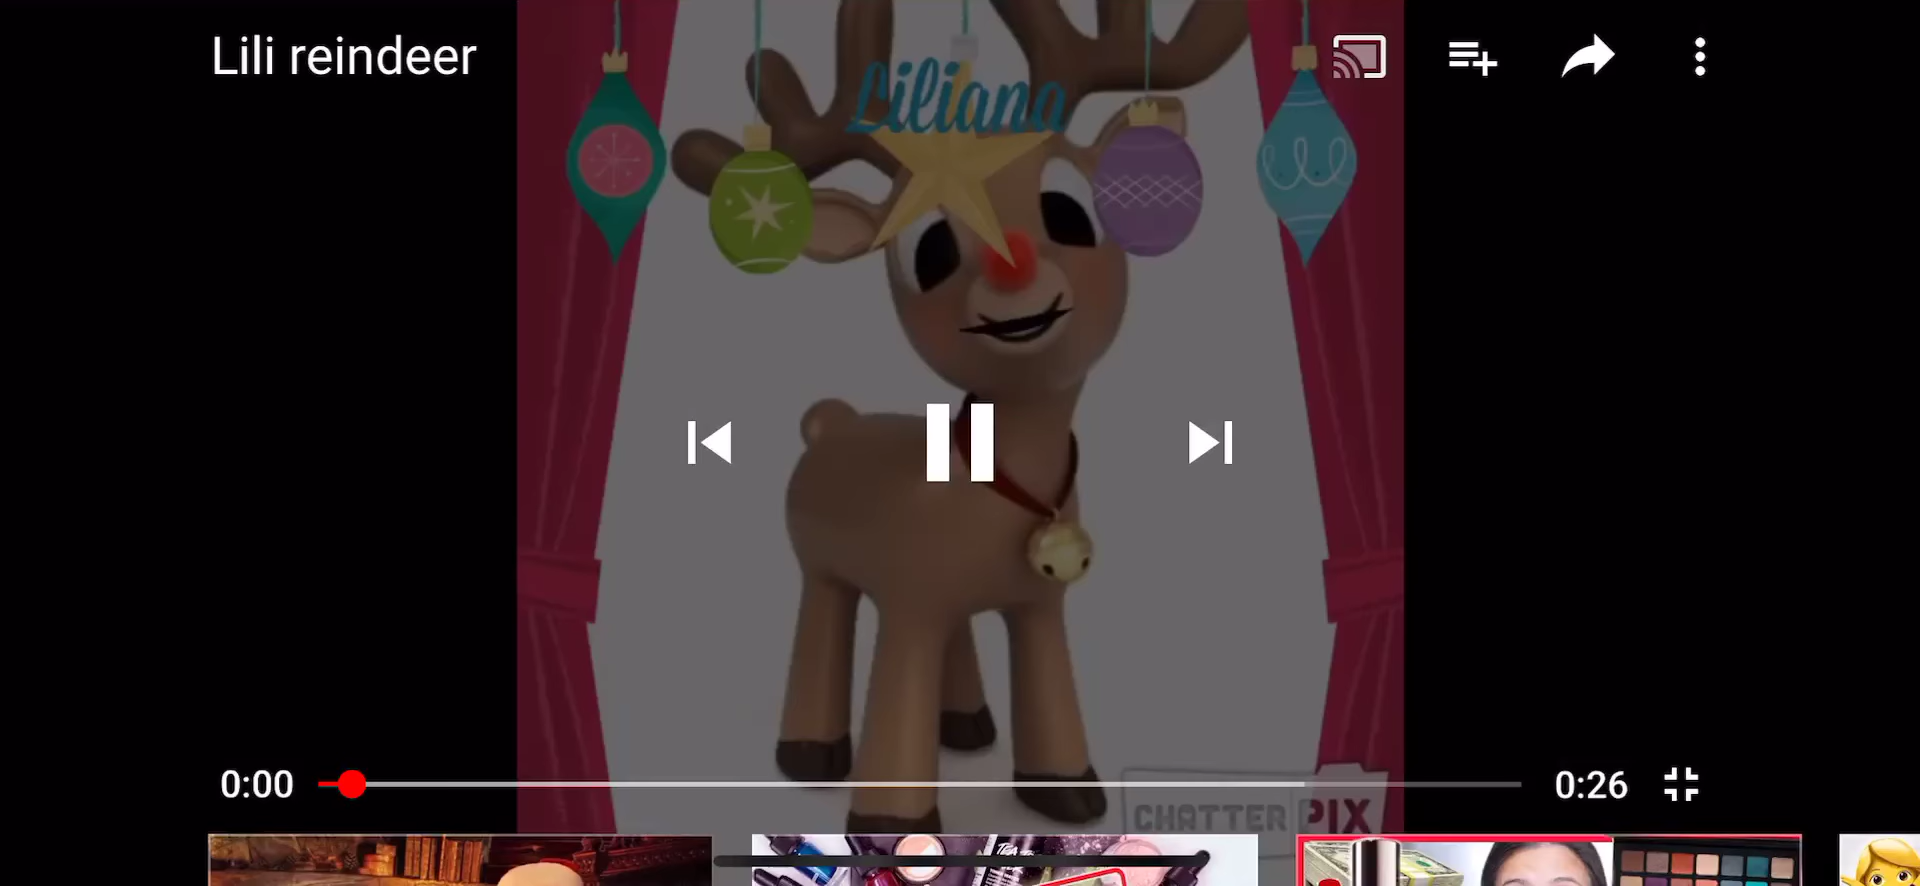 Lili reindeer
Liliana
0:00
0:26
CHATTER PIX